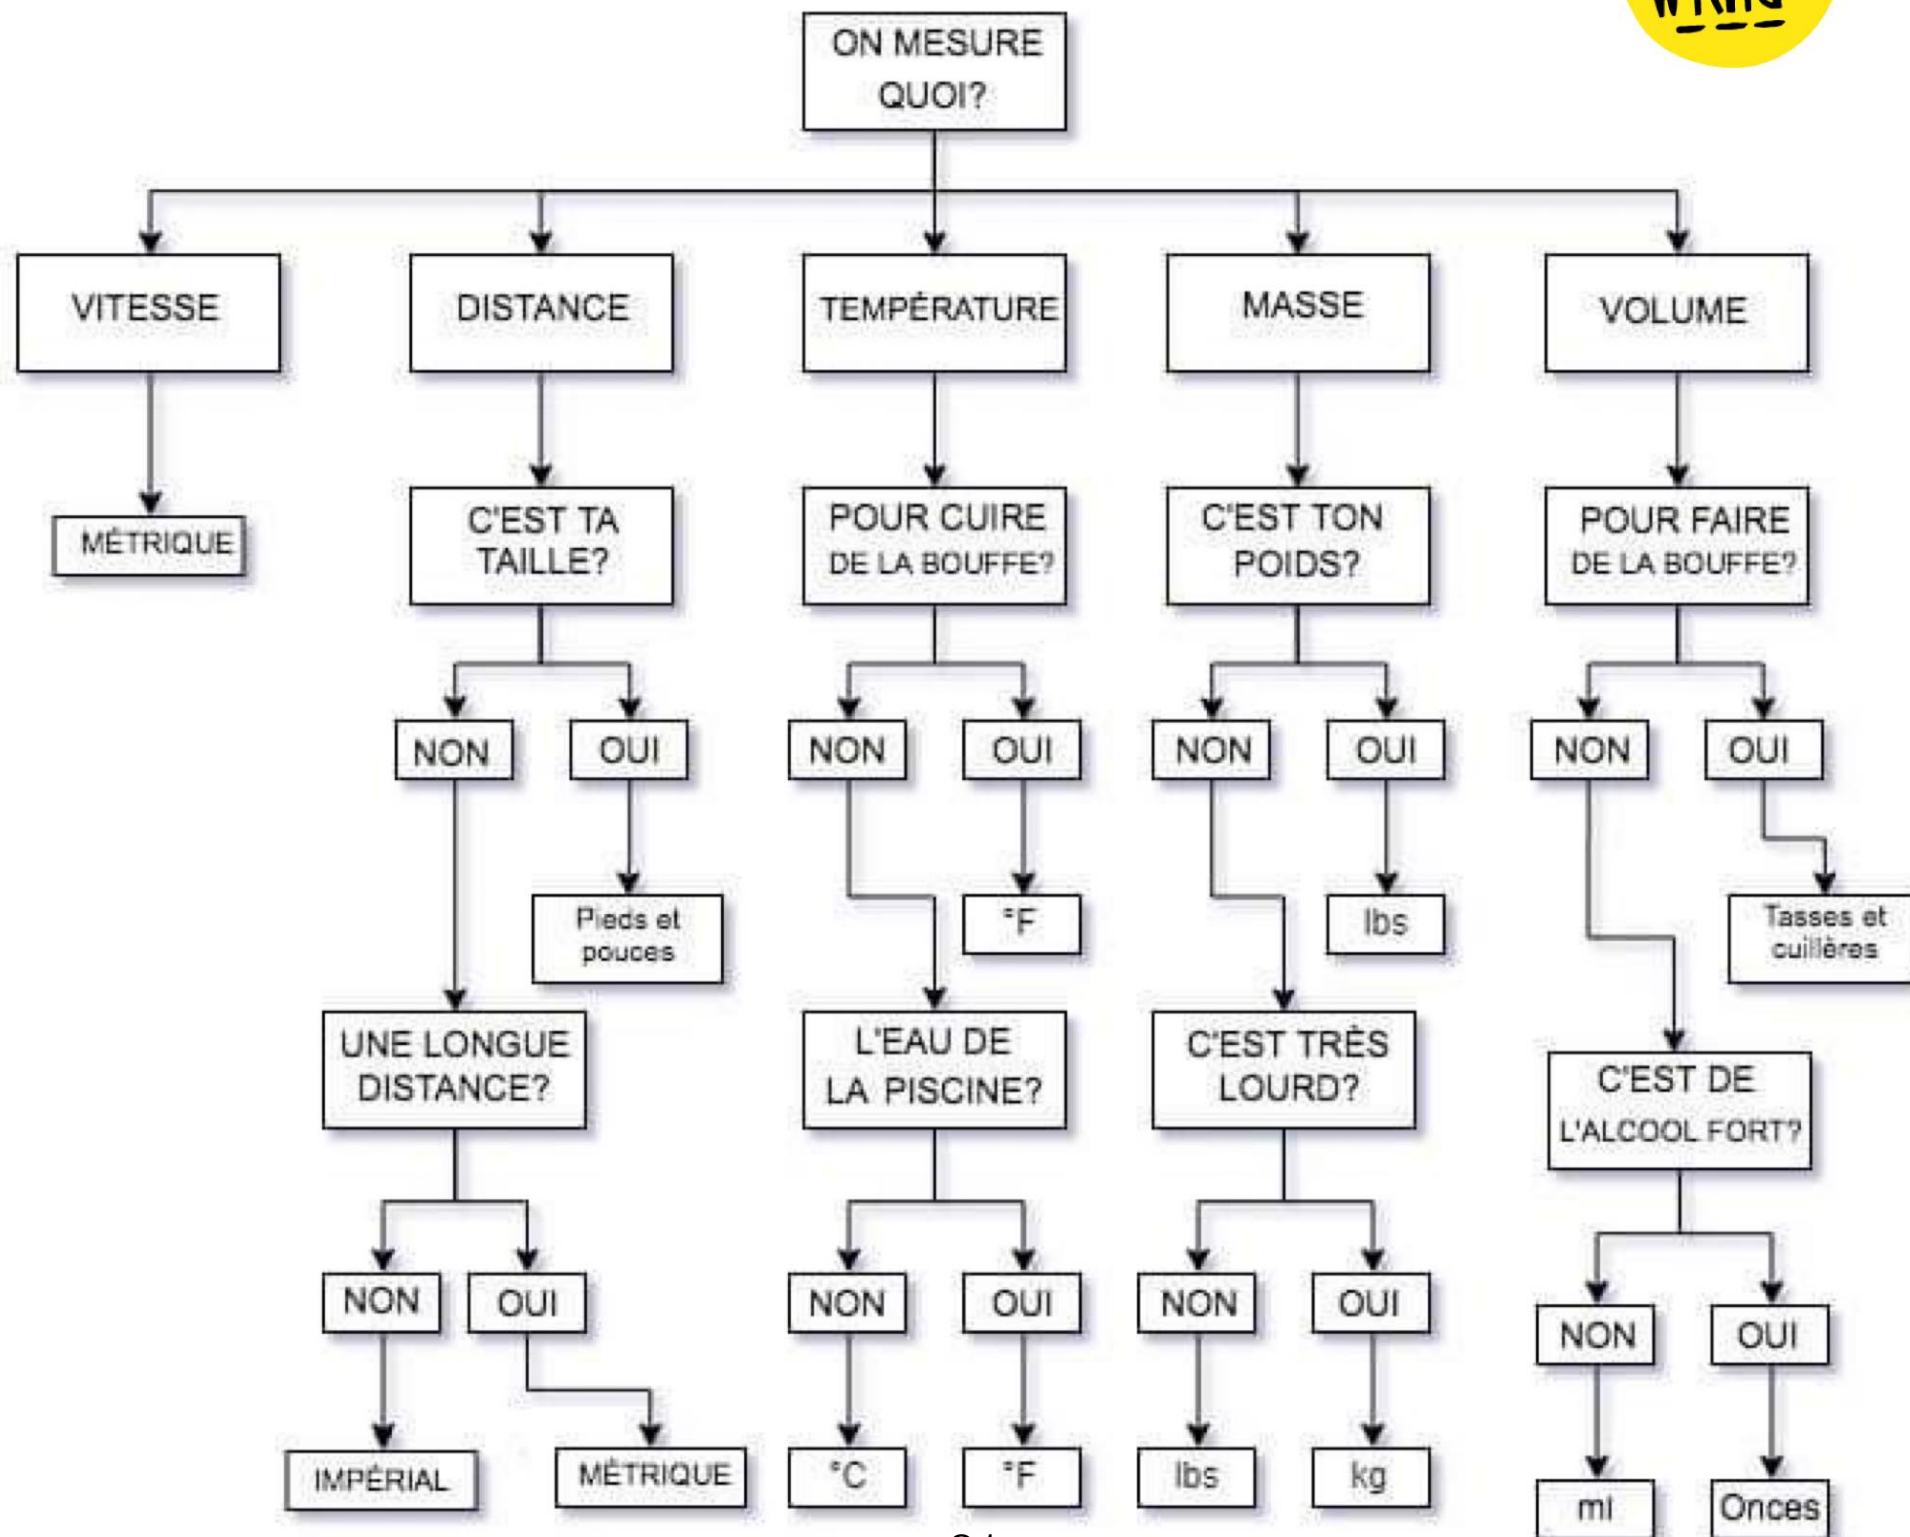 ON MESURE
QUOI?
VITESSE
DISTANCE
TEMPÉRATURE
MASSE
VOLUME
MÉTRIQUE
C'EST TA
TAILLE?
POUR CUIRE
DE LA BOUFFE?
C'EST TON
POIDS?
POUR FAIRE
DE LA BOUFFE?
NON
OUI
NON
OUI
NON
OUI
NON
OUI
Pieds et
pouces
°F
lbs
Tasses et
cuillères
UNE LONGUE
DISTANCE?
L'EAU DE
LA PISCINE?
C'EST TRÈS
LOURD?
C'EST DE
L'ALCOOL FORT?
NON
OUI
NON
OUI
NON
OUI
NON
OUI
IMPÉRIAL
MÉTRIQUE
°C
°F
lbs
kg
ml
Onces